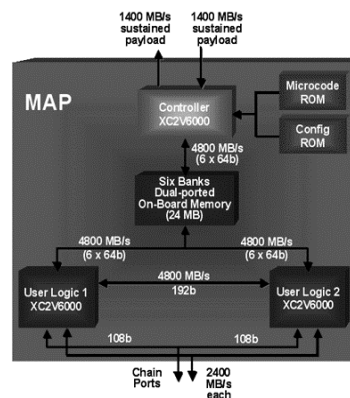 1400 MB/s
sustained
payload
1400 MB/s
sustained
payload
MAP
Controller
XC2V6000
Microcode
ROM
Config
ROM
4800 MB/s
(6 x 64b)
Six Banks
Dual-ported
On-Board Memory
(24 MB)
4800 MB/s
(6 x 64b)
4800 MB/s
(6 x 64b)
User Logic 1
XC2V6000
4800 MB/s
192b
User Logic 2
XC2V6000
108b
108b
Chain
Ports
2400
MB/s
each